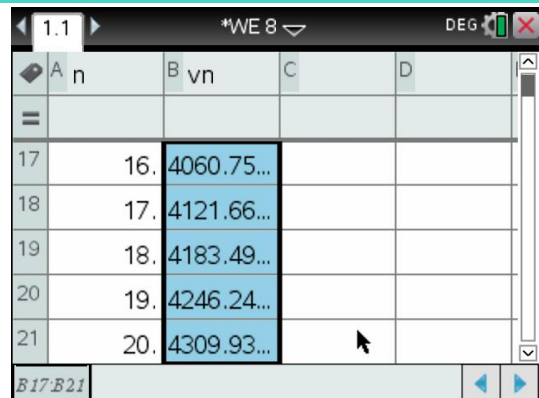 1.1 *WE 8 DEG
A n B vn C D
=
17 16. 4060.75...
18 17. 4121.66...
19 18. 4183.49...
20 19. 4246.24...
21 20. 4309.93...
B17:B21